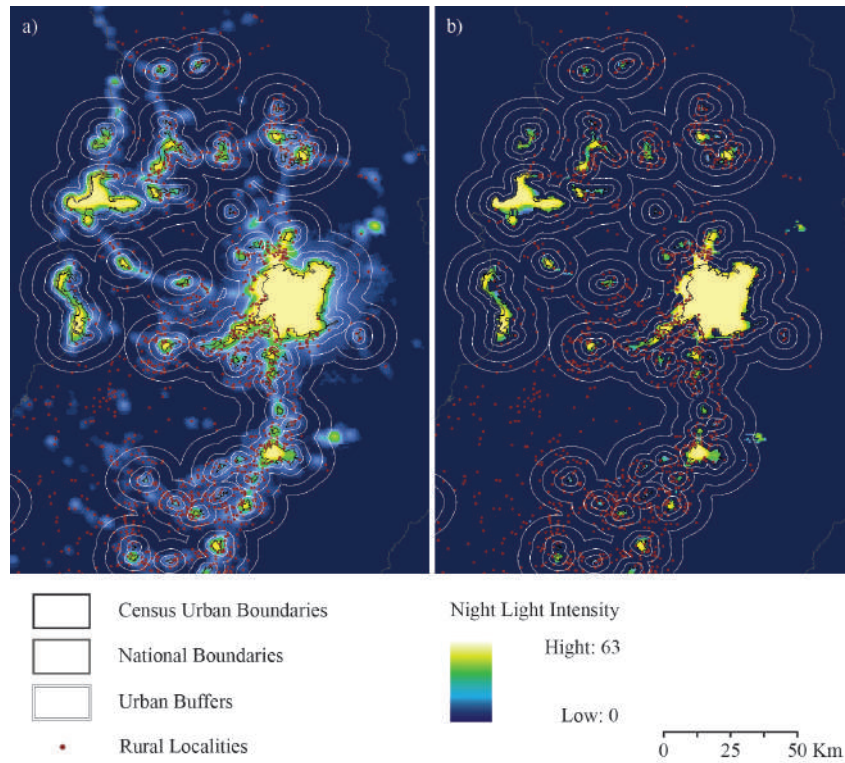 a)
b)
Census Urban Boundaries
National Boundaries
Urban Buffers
Rural Localities
Night Light Intensity
Hight: 63
Low: 0
0 25 50 Km